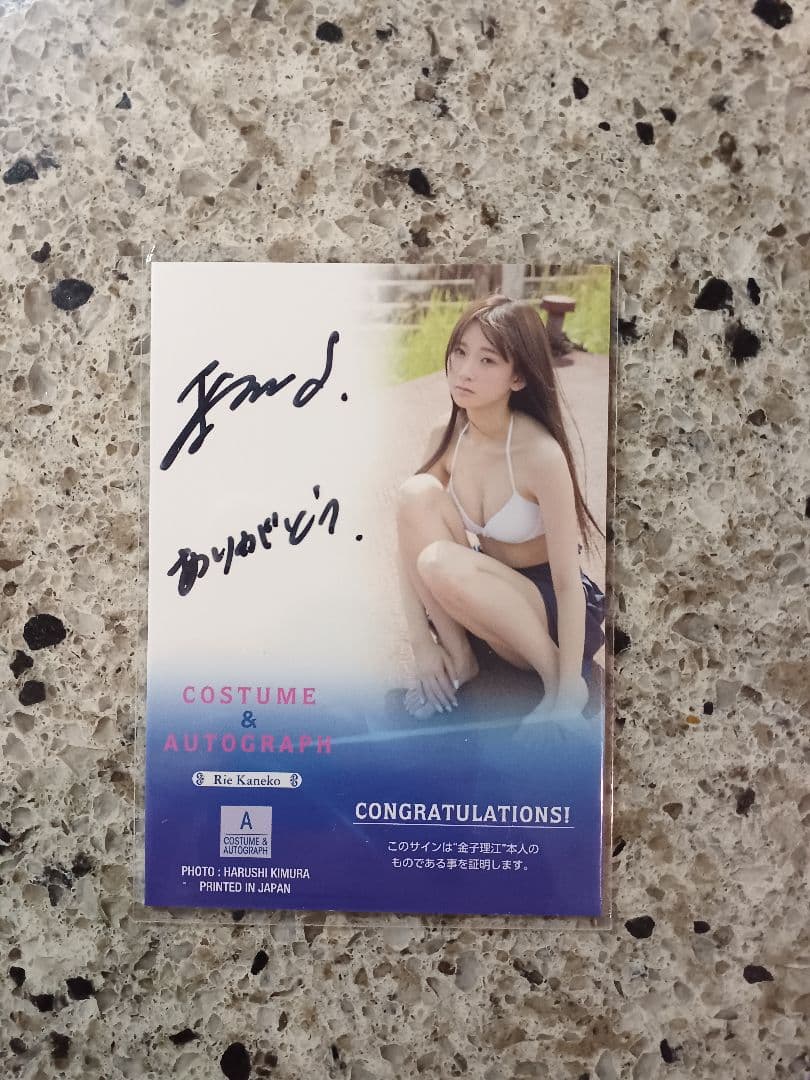 ありがとう.
COSTUME
&
AUTOGRAPH
Rie Kaneko
A
COSTUME &
AUTOGRAPH
PHOTO : HARUSHI KIMURA
PRINTED IN JAPAN
CONGRATULATIONS!
このサインは"金子理江"本人の
ものである事を証明します。